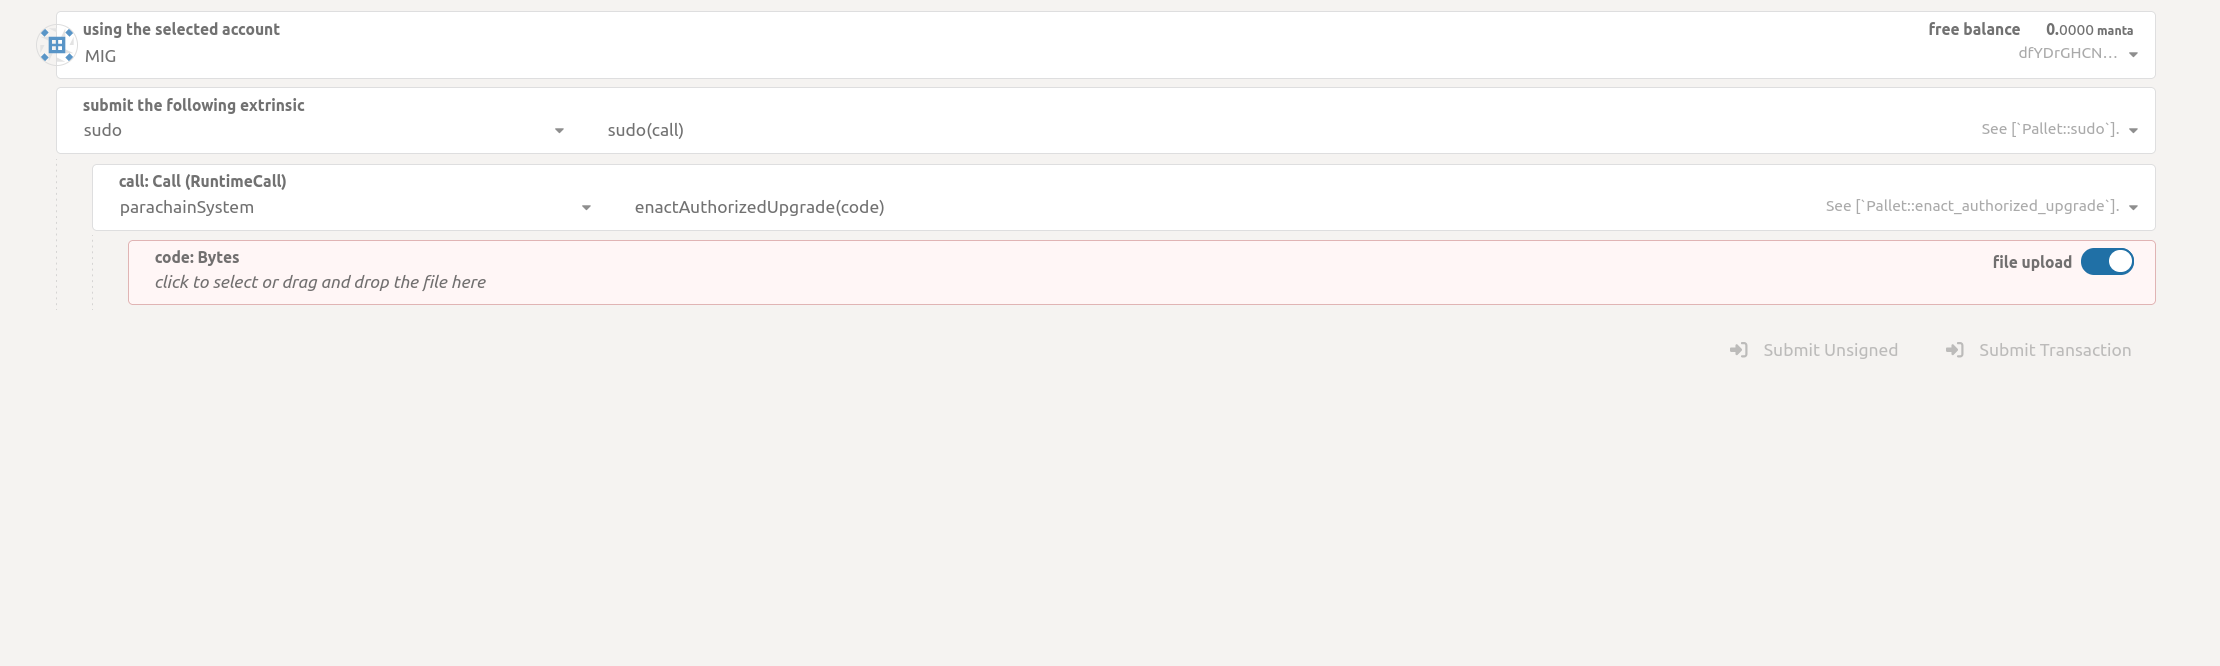 using the selected account
MIG
free balance 0.0000 manta
dfYDrGHCN…
submit the following extrinsic
sudo
sudo(call)
See [`Pallet::sudo`].
call: Call (RuntimeCall)
parachainSystem
enactAuthorizedUpgrade(code)
See [`Pallet::enact_authorized_upgrade`].
code: Bytes
click to select or drag and drop the file here
file upload
Submit Unsigned
Submit Transaction